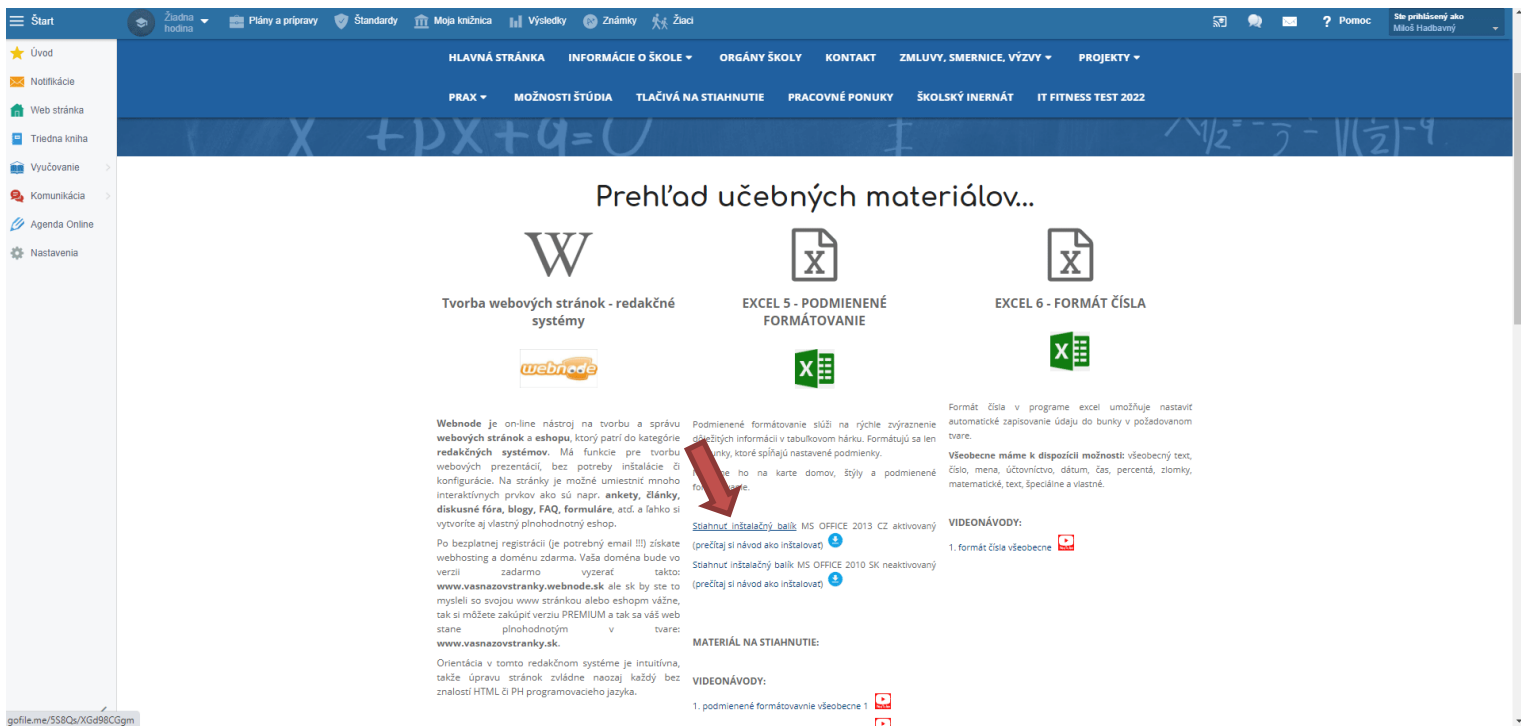 Štart
Žiadna hodina
Plány a prípravy
Štandardy
Moja knižnica
Výsledky
Známky
Žiaci
Pomoc
Ste prihlásený ako
Miloš Hadbavný
Úvod
Notifikácie
Web stránka
Triedna kniha
Vyučovanie
Komunikácia
Agenda Online
Nastavenia
HLAVNÁ STRÁNKA INFORMÁCIE O ŠKOLE ORGÁNY ŠKOLY KONTAKT ZMLUVY, SMERNICE, VÝZVY PROJEKTY
PRAX MOŽNOSTI ŠTÚDIA TLAČIVÁ NA STIAHNUTIE PRACOVNÉ PONUKY ŠKOLSKÝ INERNÁT IT FITNESS TEST 2022
Prehľad učebných materiálov...
W
Tvorba webových stránok - redakčné
systémy
webnode
Webnode je on-line nástroj na tvorbu a správu
webových stránok a eshopu, ktorý patrí do kategórie
redakčných systémov. Má funkcie pre tvorbu
webových prezentácií, bez potreby inštalácie či
konfigurácie. Na stránky je možné umiestniť mnoho
interaktívnych prvkov ako sú napr. ankety, články,
diskusné fóra, blogy, FAQ, formuláre, atď. a ľahko si
vytvoríte aj vlastný plnohodnotný eshop.
Po bezplatnej registrácii (je potrebný email !!!) získate
webhosting a doménu zdarma. Vaša doména bude vo
verzii zadarmo vyzerať takto:
www.vasnazovstranky.webnode.sk ale sk by ste to
mysleli so svojou www stránkou alebo eshopm vážne,
tak si môžete zakúpiť verziu PREMIUM a tak sa váš web
stane plnohodnotým v tvare:
www.vasnazovstranky.sk.
Orientácia v tomto redakčnom systéme je intuitívna,
takže úpravu stránok zvládne naozaj každý bez
znalostí HTML či PH programovacieho jazyka.
X
EXCEL 5 - PODMIENENÉ
FORMÁTOVANIE
X
Podmienené formátovanie slúži na rýchle zvýraznenie
dôležitých informácii v tabuľkovom hárku. Formátujú sa len
bunky, ktoré spĺňajú nastavené podmienky.
ho na karte domov, štýly a podmienené
Stiahnuť inštalačný balík MS OFFICE 2013 CZ aktivovaný
(prečítaj si návod ako inštalovať)
Stiahnuť inštalačný balík MS OFFICE 2010 SK neaktivovaný
(prečítaj si návod ako inštalovať)
MATERIÁL NA STIAHNUTIE:
VIDEONÁVODY:
1. podmienené formátovavnie všeobecne 1
X
EXCEL 6 - FORMÁT ČÍSLA
X
Formát čísla v programe excel umožňuje nastaviť
automatické zapisovanie údaju do bunky v požadovanom
tvare.
Všeobecne máme k dispozícii možnosti: všeobecný text,
číslo, mena, účtovníctvo, dátum, čas, percentá, zlomky,
matematické, text, špeciálne a vlastné.
VIDEONÁVODY:
1. formát čísla všeobecne
gofile.me/5S8Qs/XGd98CGgm